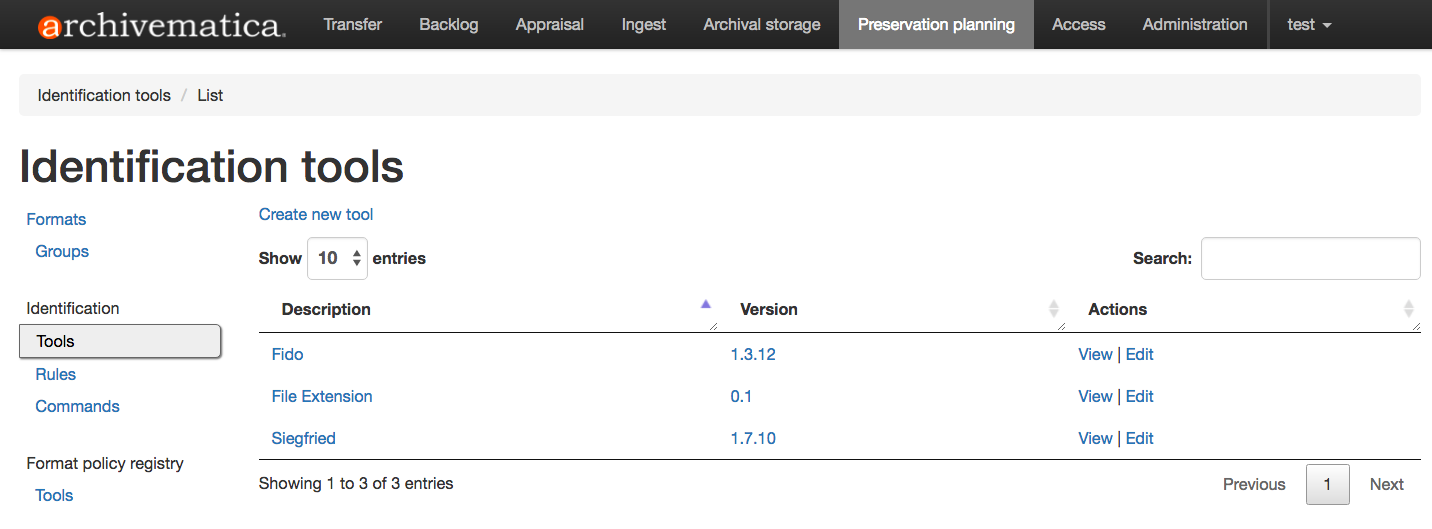 archivematica. Transfer Backlog Appraisal Ingest Archival storage Preservation planning Access Administration test
Identification tools / List
Identification tools
Formats
Groups
Identification
Tools
Rules
Commands
Format policy registry
Tools
Create new tool
Show 10 entries Search:
Description Version Actions
Fido 1.3.12 View | Edit
File Extension 0.1 View | Edit
Siegfried 1.7.10 View | Edit
Showing 1 to 3 of 3 entries Previous 1 Next